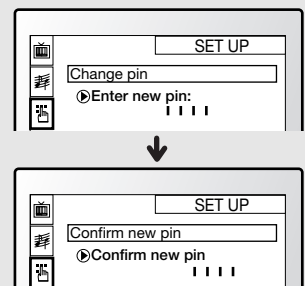 SET UP
Change pin
Enter new pin:
SET UP
Confirm new pin
Confirm new pin